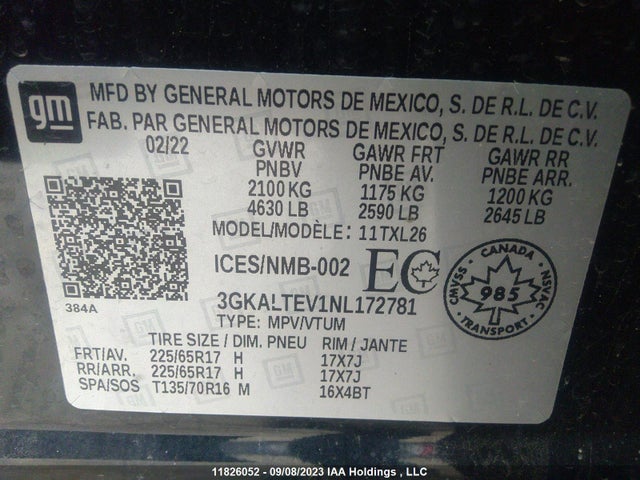 gm
MFD BY GENERAL MOTORS DE MEXICO, S. DE R.L. DE C.V.
FAB. PAR GENERAL MOTORS DE MEXICO, S. DE R.L. DE C.V.
02/22 GVWR GAWR FRT GAWR RR
PNBV PNBE AV. PNBE ARR.
2100 KG 1175 KG 1200 KG
4630 LB 2590 LB 2645 LB
MODEL/MODÈLE: 11TXL26
ICES/NMB-002 EC
384A
3GKALTEV1NL172781
TYPE: MPV/VTUM
CANADA
CMVSS 985 NSVAC
TRANSPORT
TIRE SIZE / DIM. PNEU RIM / JANTE
FRT/AV. 225/65R17 H 17X7J
RR/ARR. 225/65R17 H 17X7J
SPA/SOS T135/70R16 M 16X4BT
11826052 - 09/08/2023 IAA Holdings , LLC